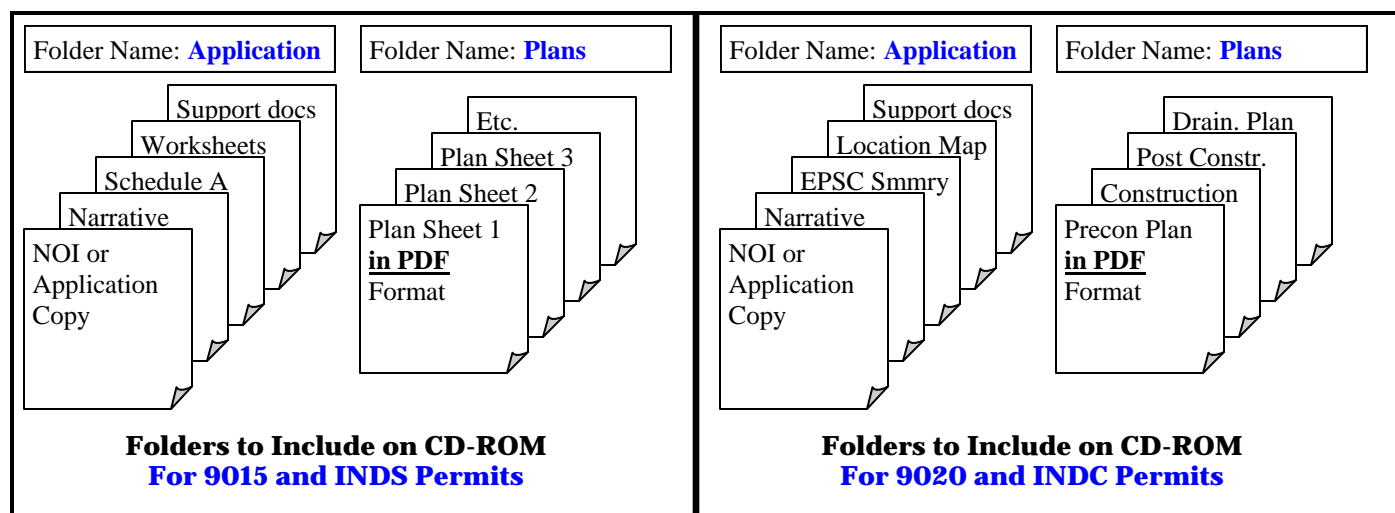 Folder Name: Application
Support docs
Worksheets
Schedule A
Narrative
NOI or
Application
Copy
Folder Name: Plans
Etc.
Plan Sheet 3
Plan Sheet 2
Plan Sheet 1
in PDF
Format
Folders to Include on CD-ROM
For 9015 and INDS Permits
Folder Name: Application
Support docs
Location Map
EPSC Smmry
Narrative
NOI or
Application
Copy
Folder Name: Plans
Drain. Plan
Post Constr.
Construction
Precon Plan
in PDF
Format
Folders to Include on CD-ROM
For 9020 and INDC Permits